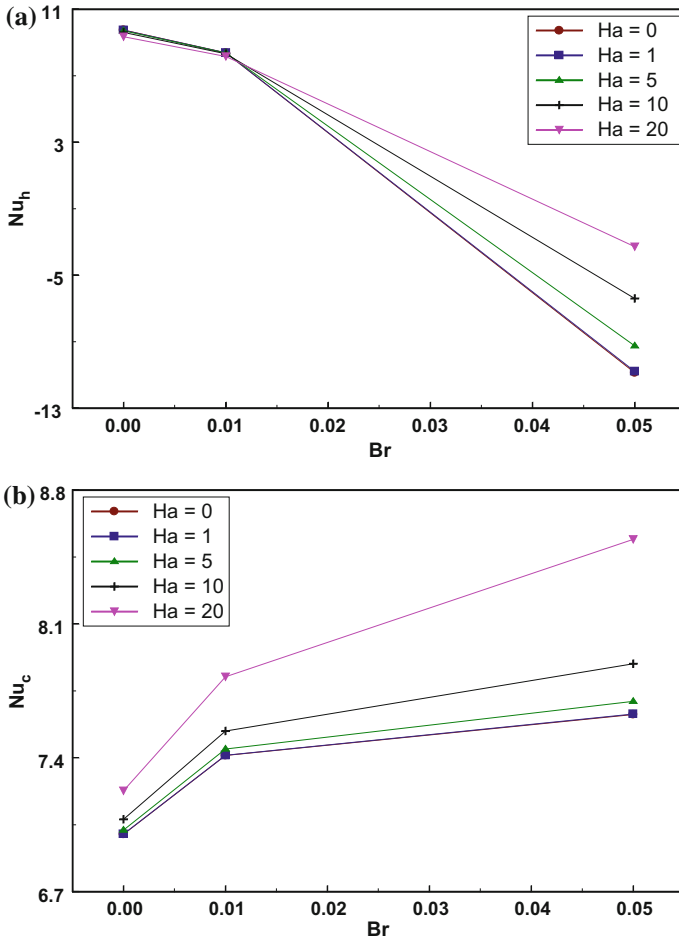 (a)
11
3
-5
-13
Nu_h
0.00 0.01 0.02 0.03 0.04 0.05
Br
Ha = 0
Ha = 1
Ha = 5
Ha = 10
Ha = 20
(b)
8.8
8.1
7.4
6.7
Nu_c
0.00 0.01 0.02 0.03 0.04 0.05
Br
Ha = 0
Ha = 1
Ha = 5
Ha = 10
Ha = 20